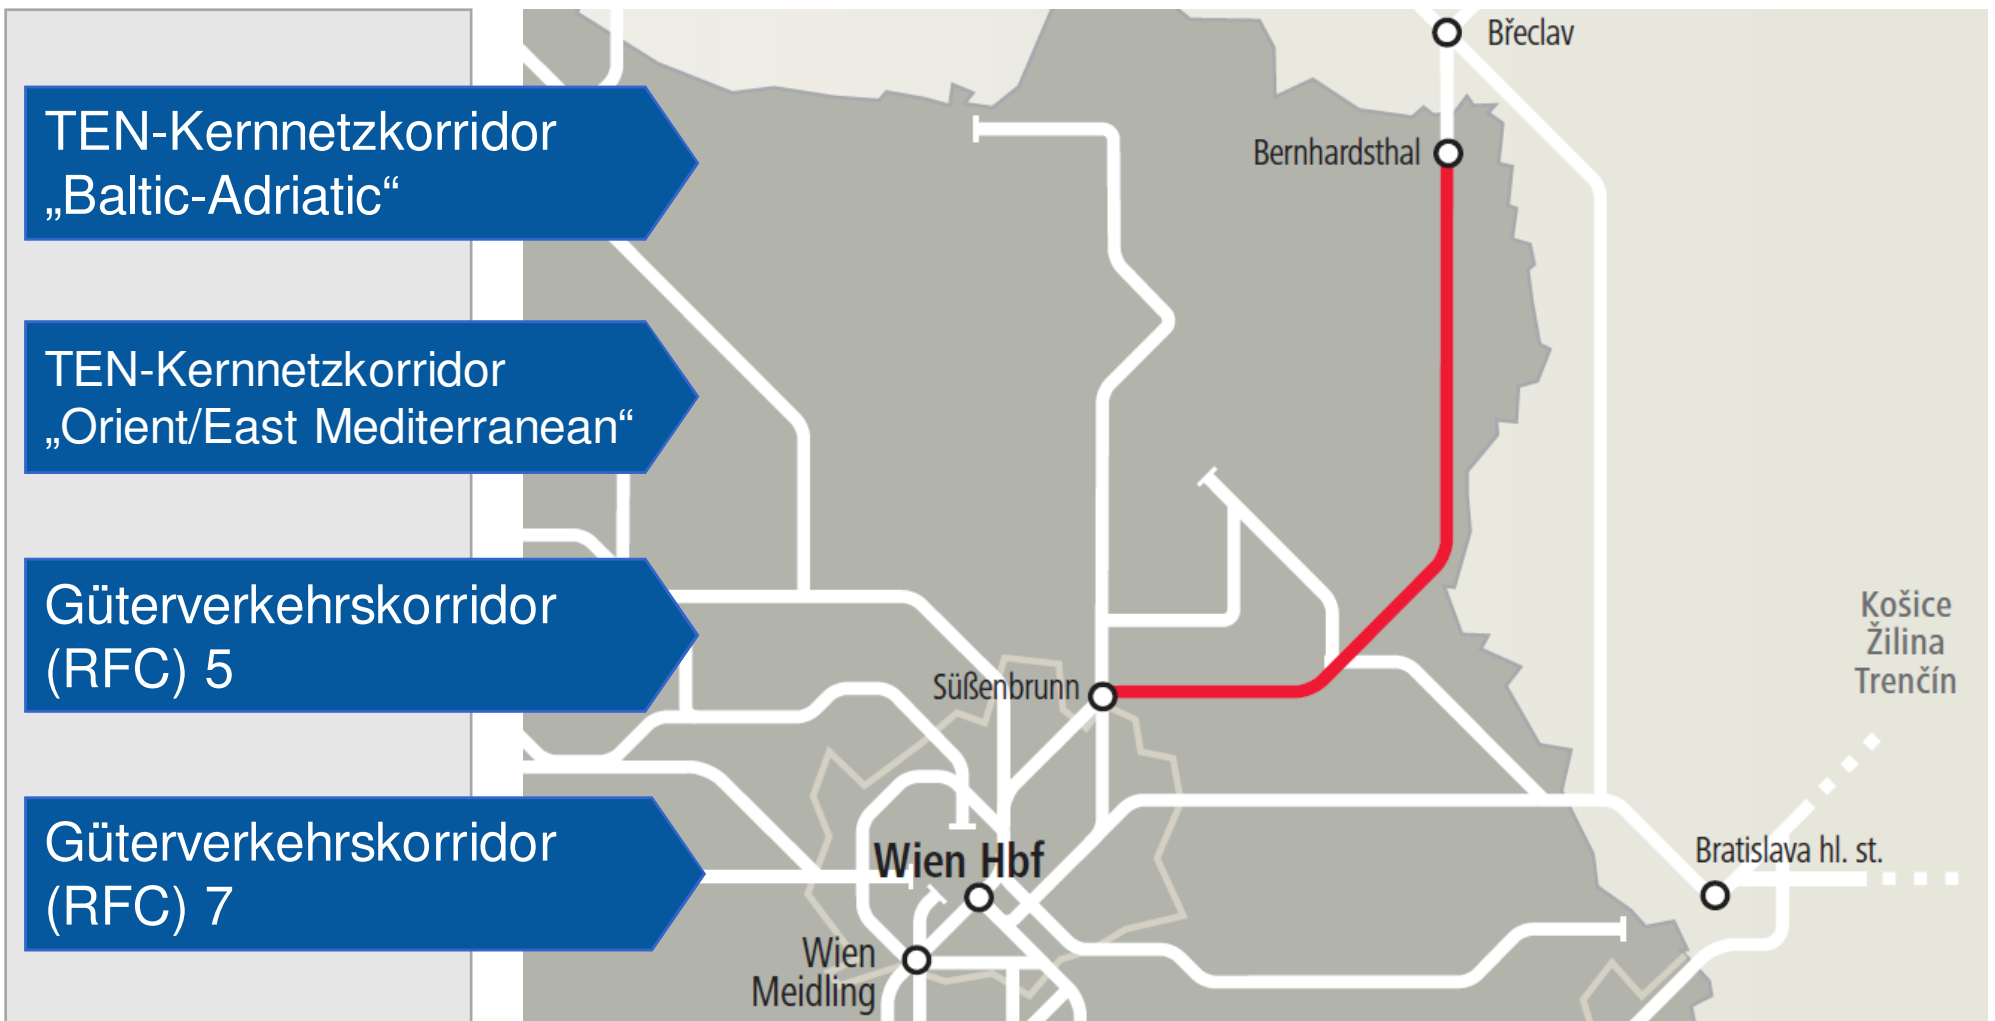 TEN-Kernnetzkorridor
„Baltic-Adriatic“
TEN-Kernnetzkorridor
„Orient/East Mediterranean“
Güterverkehrskorridor
(RFC) 5
Güterverkehrskorridor
(RFC) 7
Břeclav
Bernhardsthal
Košice
Žilina
Trenčín
Süßenbrunn
Wien Hbf
Bratislava hl. st.
Wien
Meidling